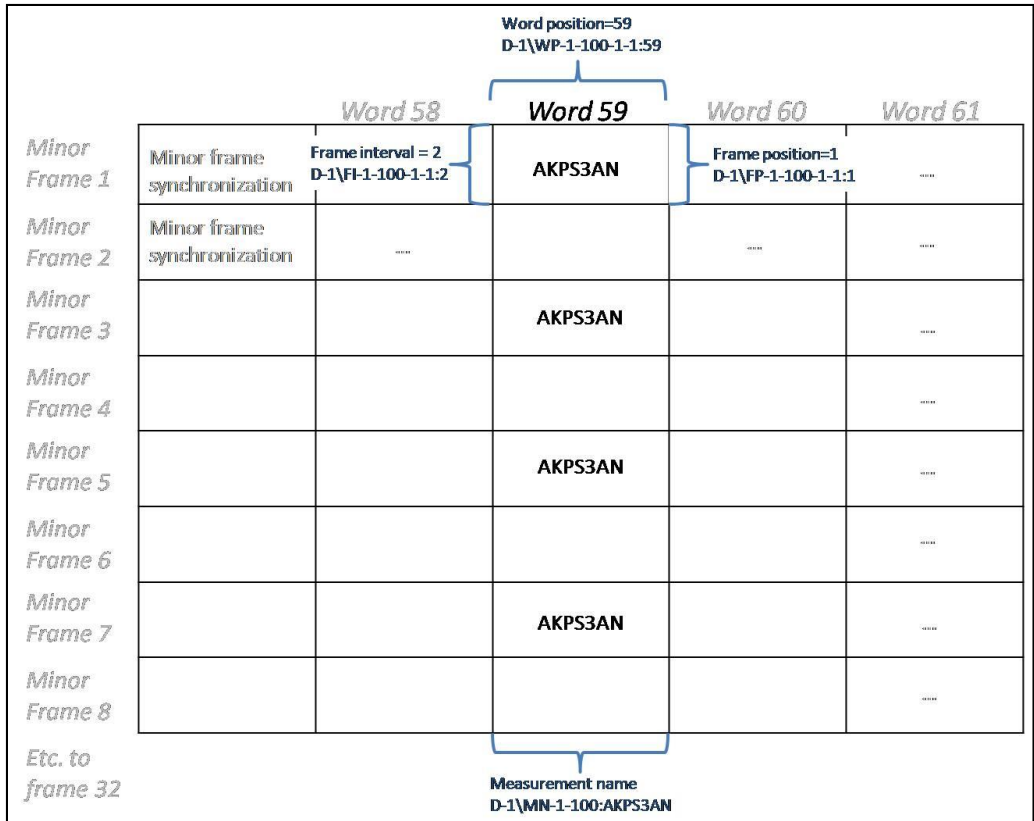 Word position=59
D-1\WP-1-100-1-1:59
Word 58
Word 59
Word 60
Word 61
Minor
Frame 1
Minor frame
synchronization
Frame interval = 2
D-1\FI-1-100-1-1:2
AKPS3AN
Frame position=1
D-1\FP-1-100-1-1:1
....
Minor
Frame 2
Minor frame
synchronization
....
....
....
Minor
Frame 3
AKPS3AN
....
Minor
Frame 4
....
Minor
Frame 5
AKPS3AN
....
Minor
Frame 6
....
Minor
Frame 7
AKPS3AN
....
Minor
Frame 8
....
Etc. to
frame 32
Measurement name
D-1\MN-1-100:AKPS3AN